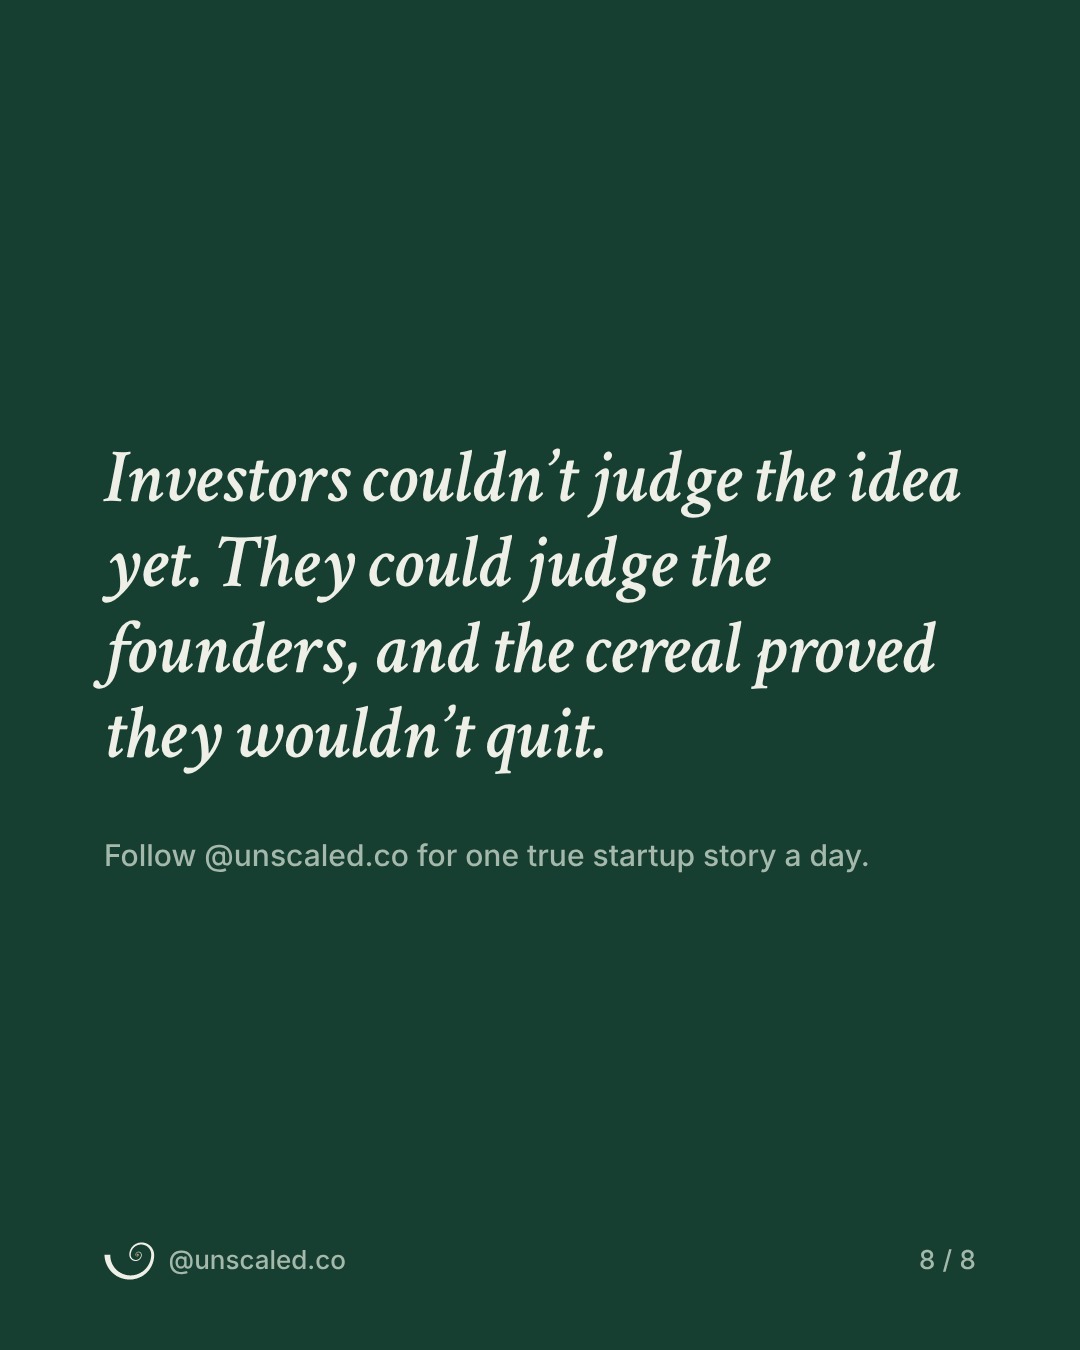 Investors couldn’t judge the idea
yet. They could judge the
founders, and the cereal proved
they wouldn’t quit.
Follow @unscaled.co for one true startup story a day.
@unscaled.co
8 / 8